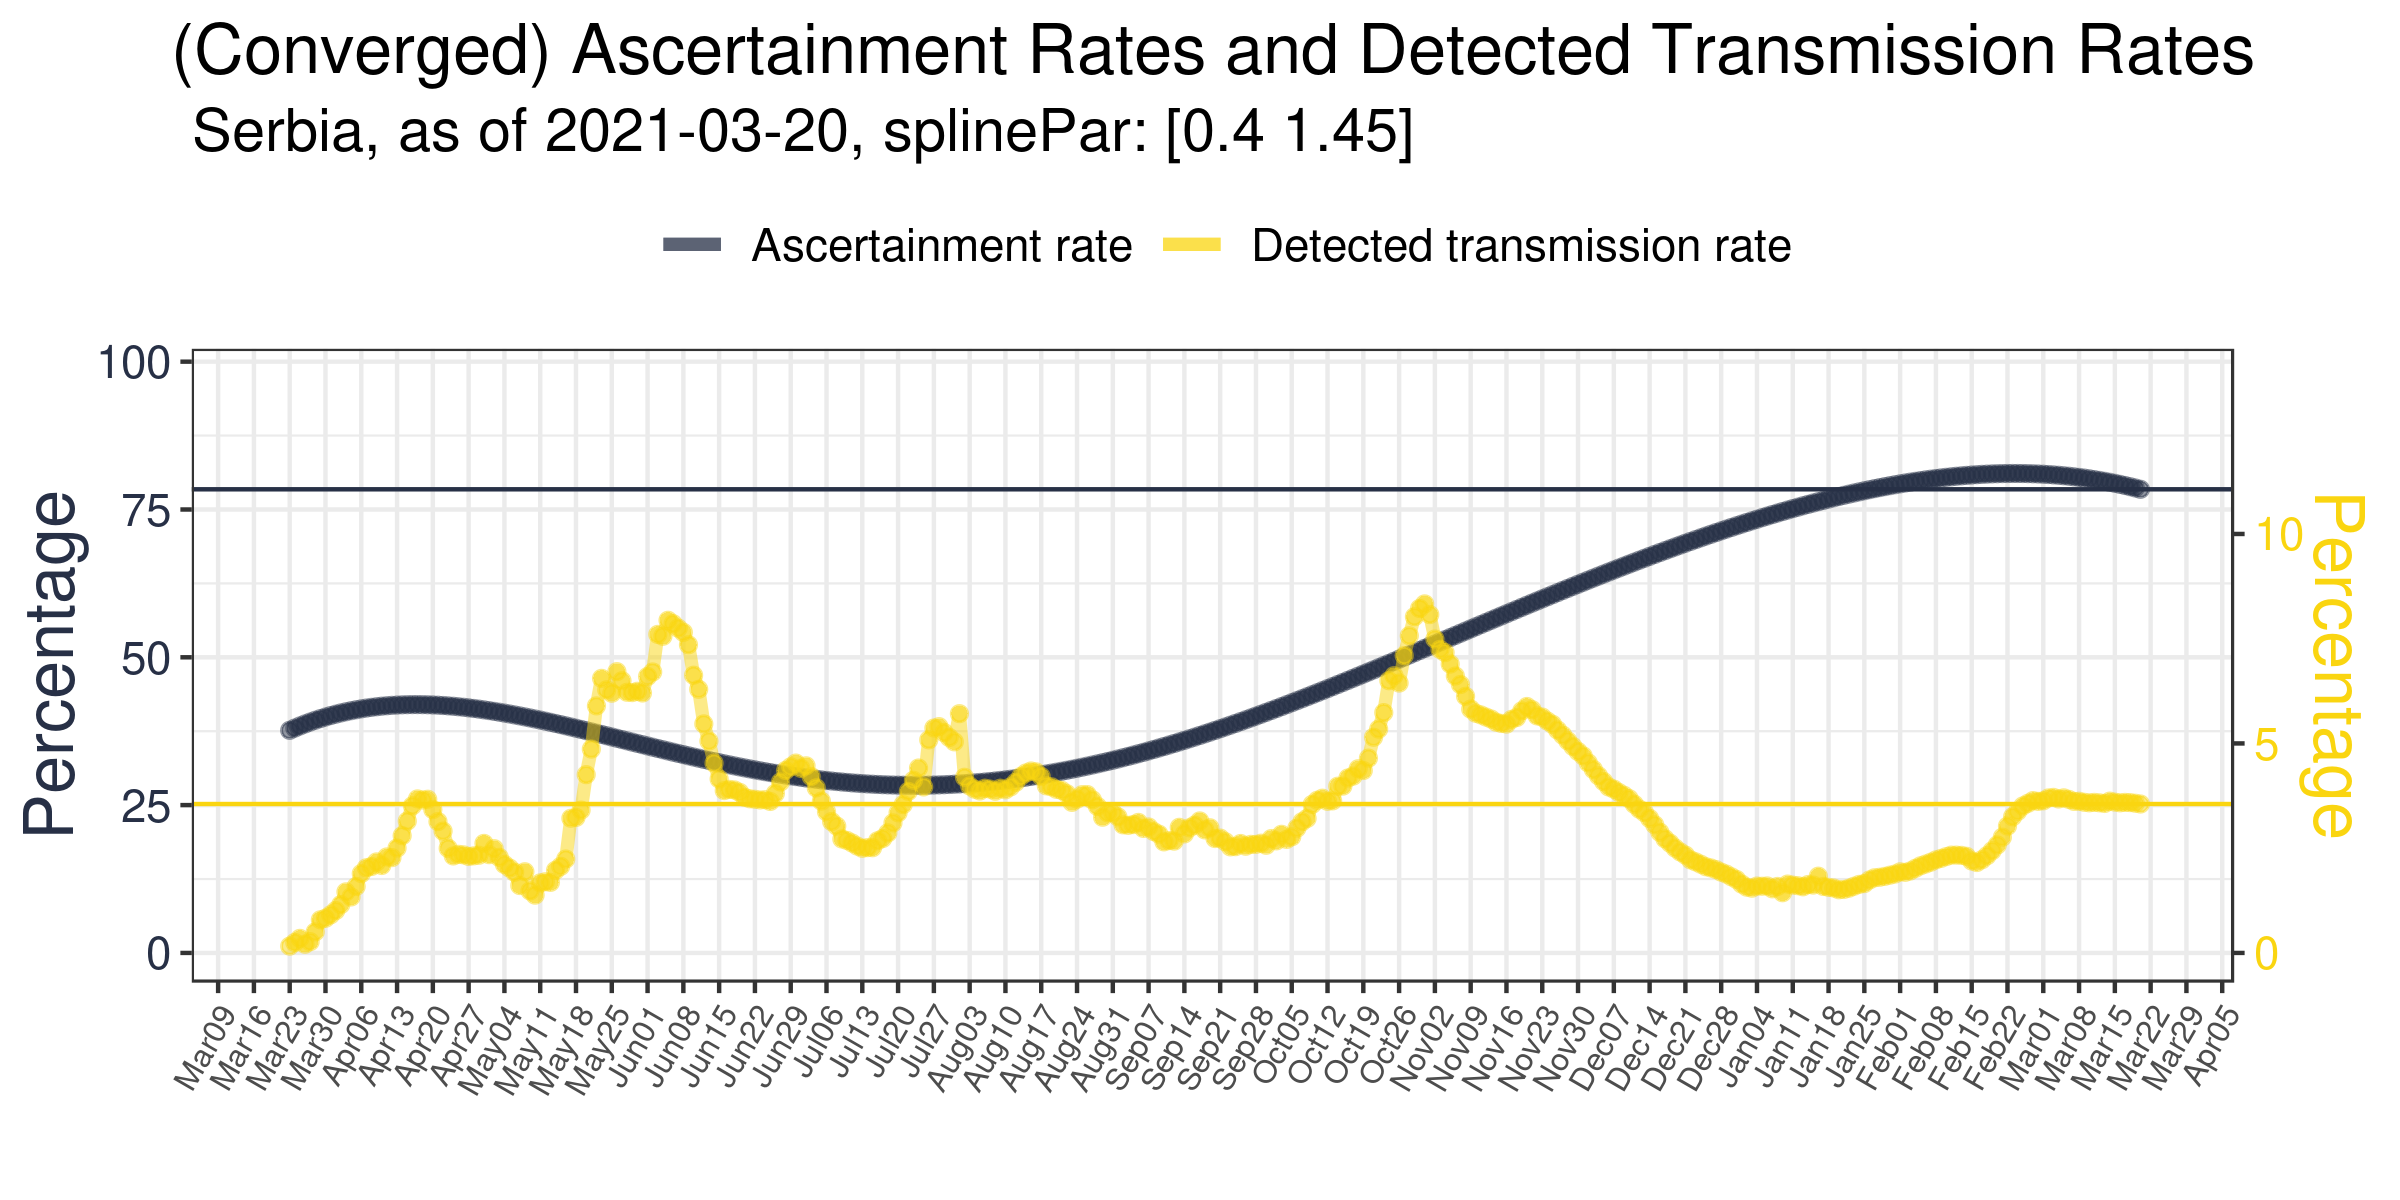 (Converged) Ascertainment Rates and Detected Transmission Rates
Serbia, as of 2021-03-20, splinePar: [0.4 1.45]
Ascertainment rate
Detected transmission rate
Percentage
100
75
50
25
0
10
5
0
Percentage
Mar09
Mar16
Mar23
Mar30
Apr06
Apr13
Apr20
Apr27
May04
May11
May18
May25
Jun01
Jun08
Jun15
Jun22
Jun29
Jul06
Jul13
Jul20
Jul27
Aug03
Aug10
Aug17
Aug24
Aug31
Sep07
Sep14
Sep21
Sep28
Oct05
Oct12
Oct19
Oct26
Nov02
Nov09
Nov16
Nov23
Nov30
Dec07
Dec14
Dec21
Dec28
Dec04
Jan11
Jan18
Jan25
Feb01
Feb08
Feb15
Feb22
Mar01
Mar08
Mar15
Mar22
Mar29
Apr05